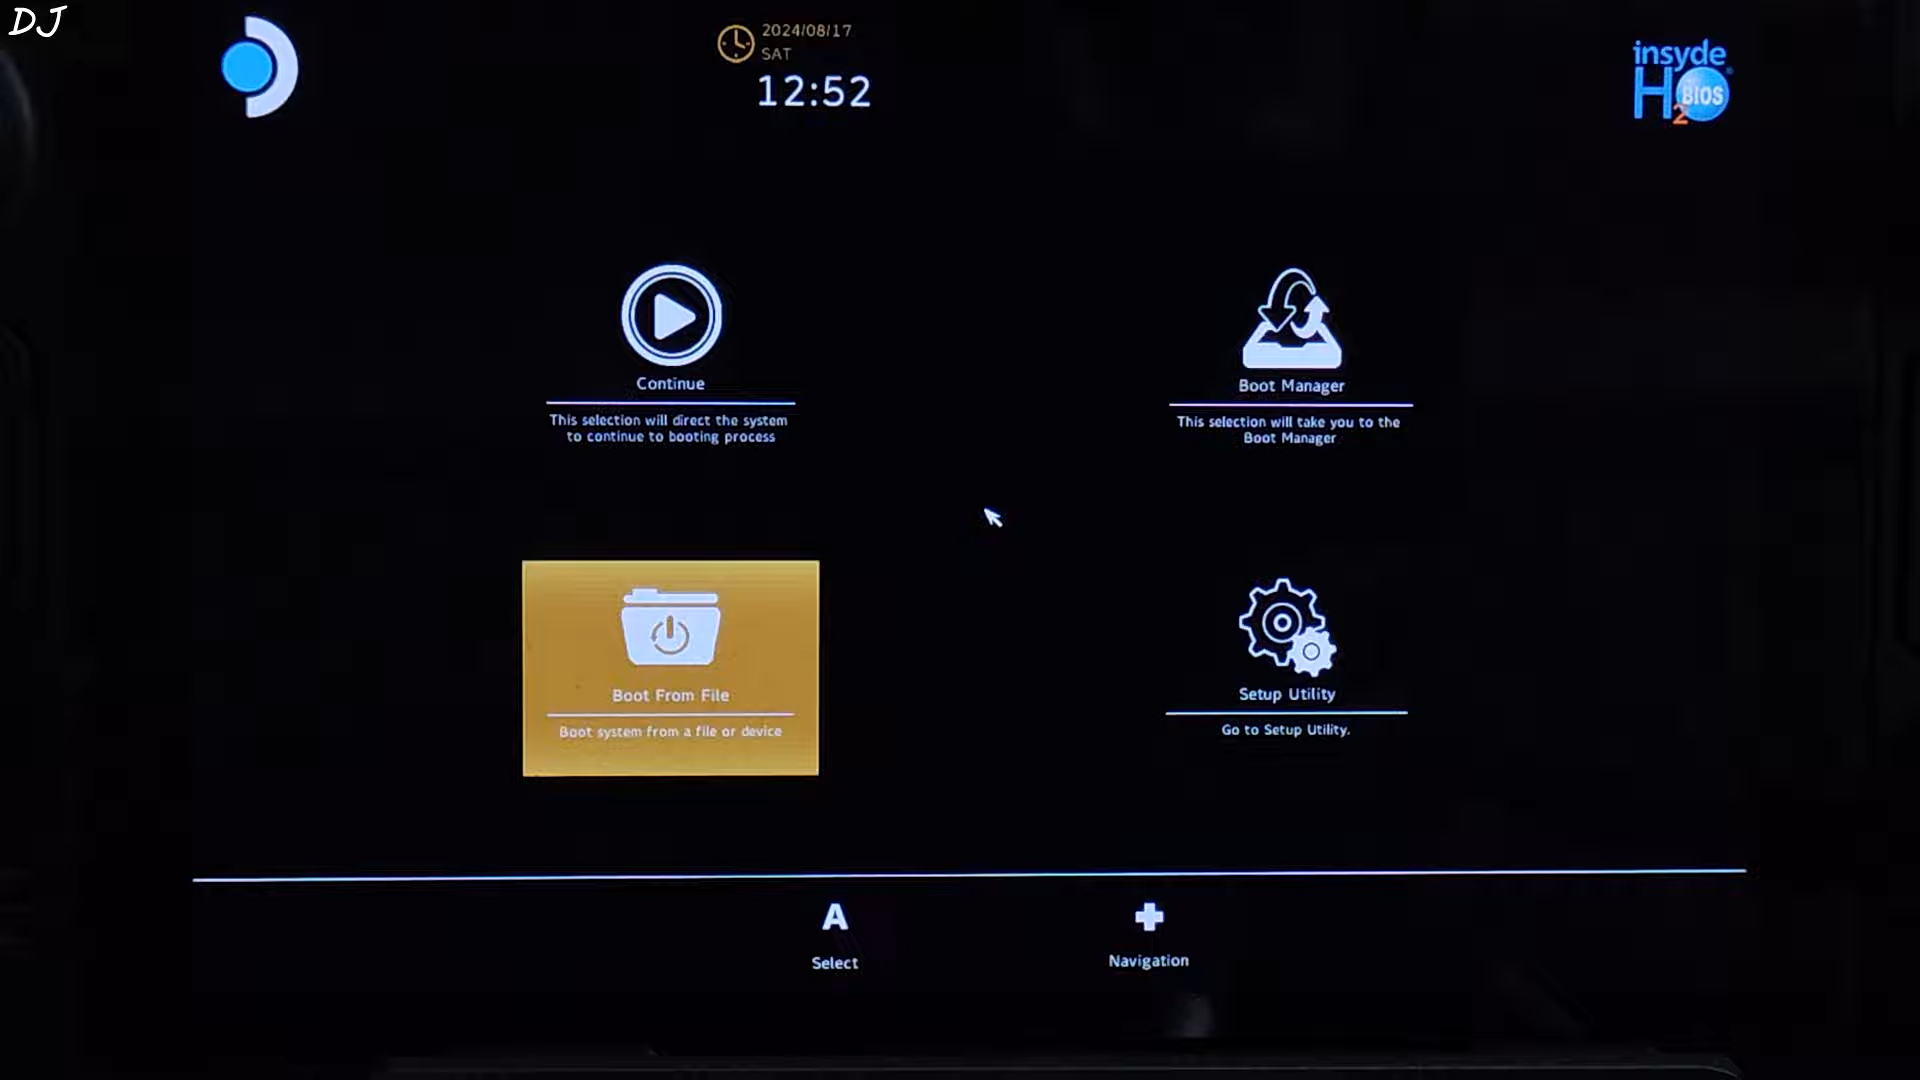 DJ
2024/08/17
SAT
12:52
insyde
H2O
BIOS
Continue
This selection will direct the system
to continue to booting process
Boot Manager
This selection will take you to the
Boot Manager
Boot From File
Boot system from a file or device
Setup Utility
Go to Setup Utility.
A
Select
Navigation